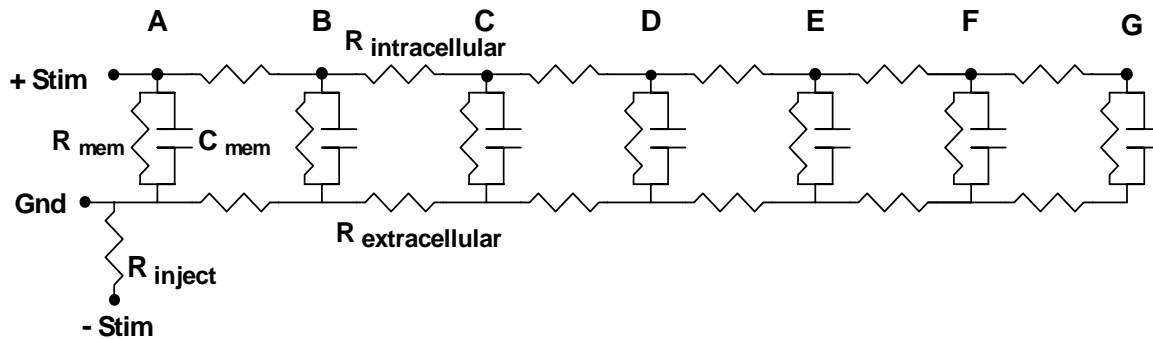 A B C D E F G
R intracellular
+ Stim
R mem C mem
Gnd
R extracellular
R inject
- Stim